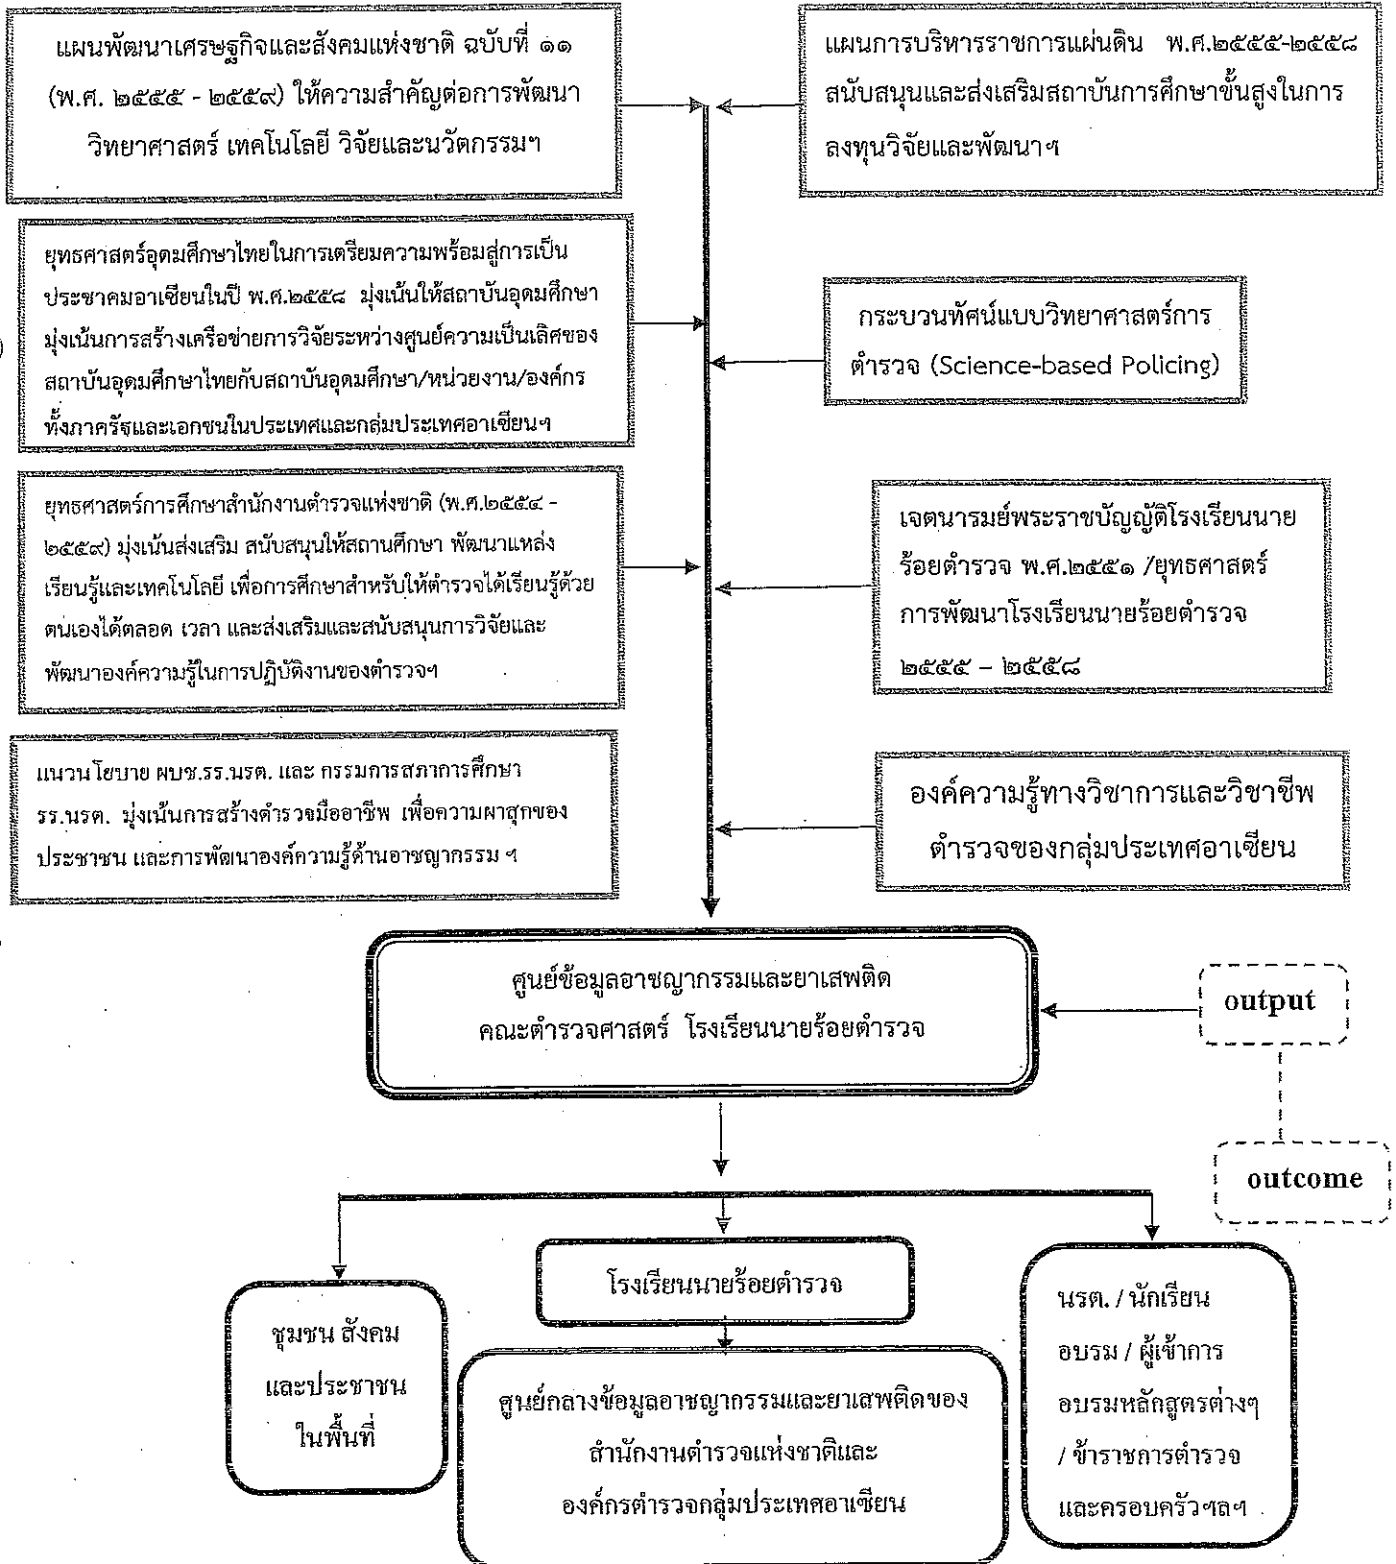 แผนพัฒนาเศรษฐกิจและสังคมแห่งชาติ ฉบับที่ ๑๑
(พ.ศ. ๒๕๕๕ - ๒๕๕๙) ให้ความสำคัญต่อการพัฒนา
วิทยาศาสตร์ เทคโนโลยี วิจัยและนวัตกรรมฯ
แผนการบริหารราชการแผ่นดิน พ.ศ.๒๕๕๕-๒๕๕๘
สนับสนุนและส่งเสริมสถาบันการศึกษาขั้นสูงในการ
ลงทุนวิจัยและพัฒนาฯ
ยุทธศาสตร์อุดมศึกษาไทยในการเตรียมความพร้อมสู่การเป็น
ประชาคมอาเซียนในปี พ.ศ.๒๕๕๘ มุ่งเน้นให้สถาบันอุดมศึกษา
มุ่งเน้นการสร้างเครือข่ายการวิจัยระหว่างศูนย์ความเป็นเลิศของ
สถาบันอุดมศึกษาไทยกับสถาบันอุดมศึกษา/หน่วยงาน/องค์กร
ทั้งภาครัฐและเอกชนในประเทศและกลุ่มประเทศอาเซียนฯ
กระบวนทัศน์แบบวิทยาศาสตร์การ
ตำรวจ (Science-based Policing)
ยุทธศาสตร์การศึกษาสำนักงานตำรวจแห่งชาติ (พ.ศ.๒๕๕๔ -
๒๕๕๙) มุ่งเน้นส่งเสริม สนับสนุนให้สถานศึกษา พัฒนาแหล่ง
เรียนรู้และเทคโนโลยี เพื่อการศึกษาสำหรับให้ตำรวจได้เรียนรู้ด้วย
ตนเองได้ตลอด เวลา และส่งเสริมและสนับสนุนการวิจัยและ
พัฒนาองค์ความรู้ในการปฏิบัติงานของตำรวจฯ
เจตนารมย์พระราชบัญญัติโรงเรียนนาย
ร้อยตำรวจ พ.ศ.๒๕๕๑ /ยุทธศาสตร์
การพัฒนาโรงเรียนนายร้อยตำรวจ
๒๕๕๕ – ๒๕๕๘
แนวนโยบาย ผบช.รร.นรต. และ กรรมการสภาการศึกษา
รร.นรต. มุ่งเน้นการสร้างตำรวจมืออาชีพ เพื่อความผาสุกของ
ประชาชน และการพัฒนาองค์ความรู้ด้านอาชญากรรม ฯ
องค์ความรู้ทางวิชาการและวิชาชีพ
ตำรวจของกลุ่มประเทศอาเซียน
ศูนย์ข้อมูลอาชญากรรมและยาเสพติด
คณะตำรวจศาสตร์ โรงเรียนนายร้อยตำรวจ
output
outcome
ชุมชน สังคม
และประชาชน
ในพื้นที่
โรงเรียนนายร้อยตำรวจ
ศูนย์กลางข้อมูลอาชญากรรมและยาเสพติดของ
สำนักงานตำรวจแห่งชาติและ
องค์กรตำรวจกลุ่มประเทศอาเซียน
นรต. / นักเรียน
อบรม / ผู้เข้าการ
อบรมหลักสูตรต่างๆ
/ ข้าราชการตำรวจ
และครอบครัวฯลฯ